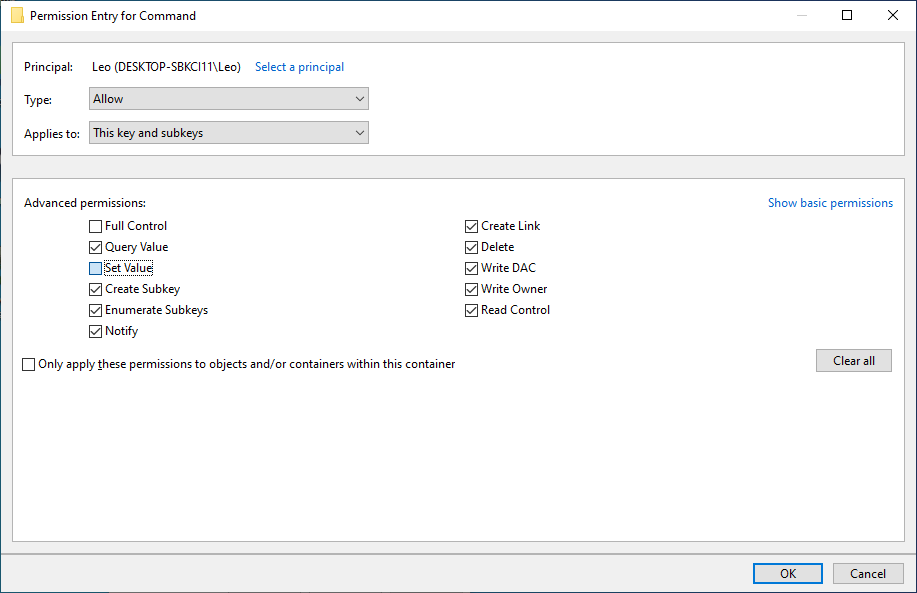 Permission Entry for Command
Principal: Leo (DESKTOP-SBKCI11\Leo) Select a principal
Type: Allow
Applies to: This key and subkeys
Advanced permissions: Show basic permissions
Full Control Create Link
Query Value Delete
Set Value Write DAC
Create Subkey Write Owner
Enumerate Subkeys Read Control
Notify
Only apply these permissions to objects and/or containers within this container Clear all
OK Cancel